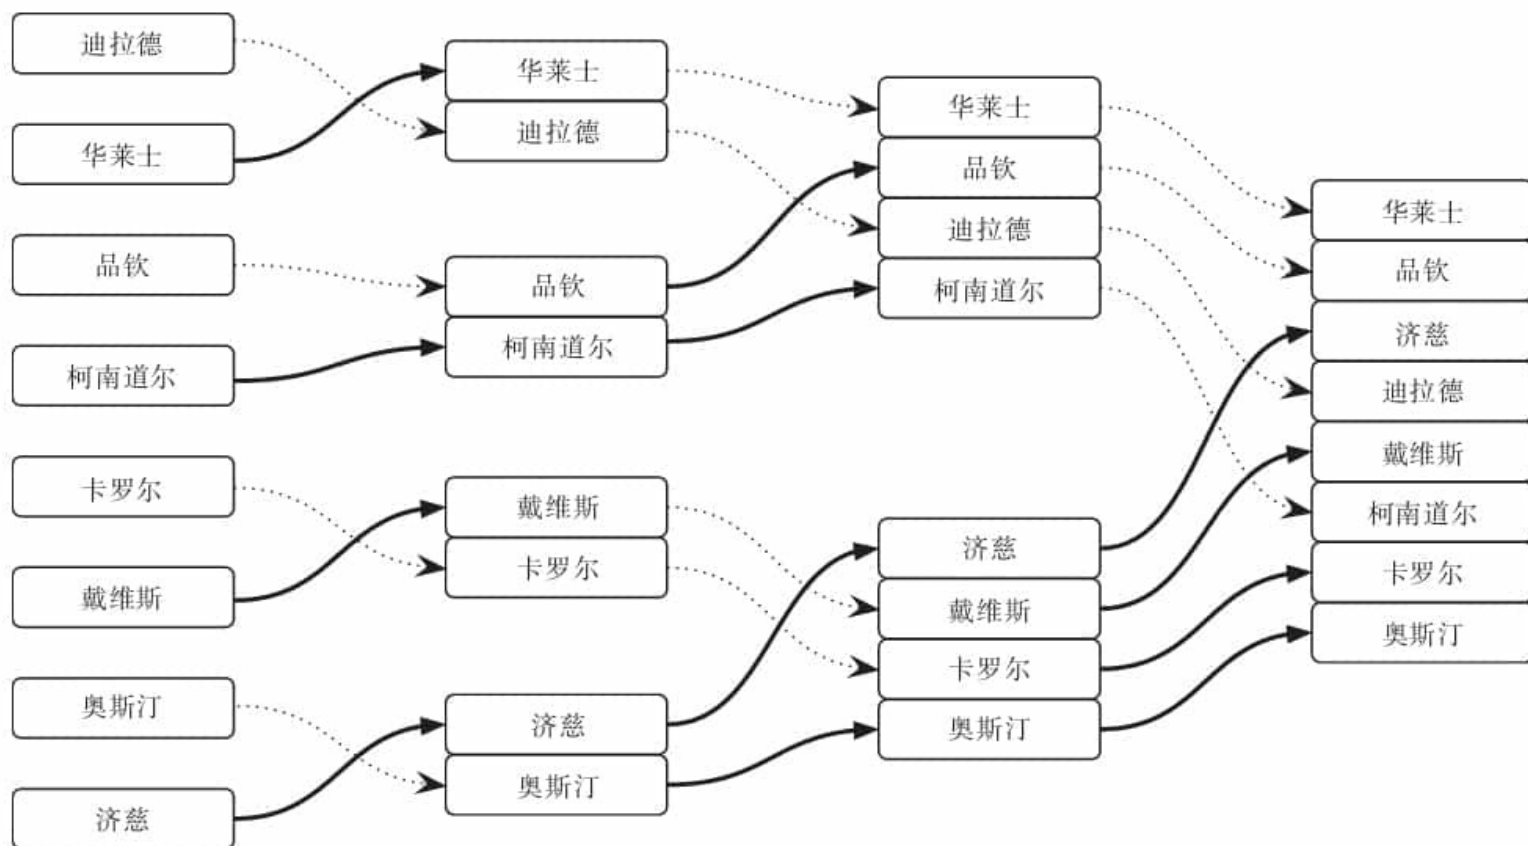 迪拉德
华莱士
品钦
柯南道尔
卡罗尔
戴维斯
奥斯汀
济慈
华莱士
迪拉德
品钦
柯南道尔
戴维斯
卡罗尔
济慈
奥斯汀
华莱士
品钦
迪拉德
柯南道尔
济慈
戴维斯
卡罗尔
奥斯汀
华莱士
品钦
济慈
迪拉德
戴维斯
柯南道尔
卡罗尔
奥斯汀